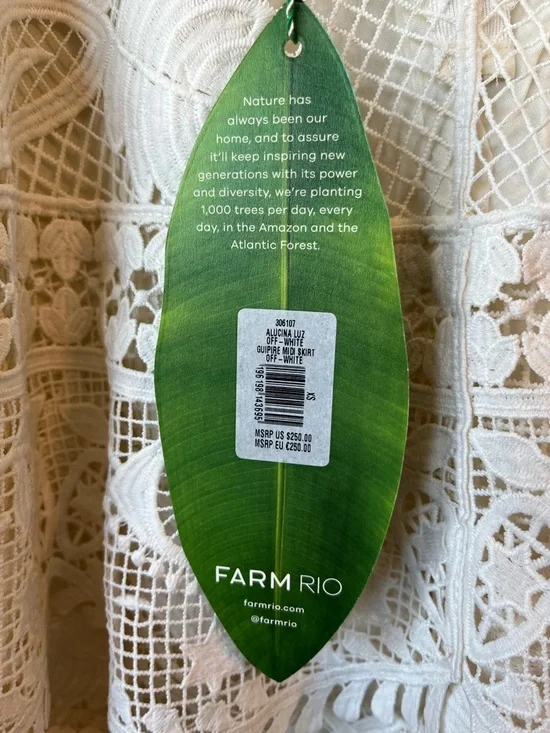 Nature has
always been our
home, and to assure
it'll keep inspiring new
generations with its power
and diversity, we're planting
1,000 trees per day, every
day, in the Amazon and the
Atlantic Forest.
306107
ALUCINA LUZ
OFF-WHITE
GUIPIRE MIDI SKIRT
OFF-WHITE
196198143695
XS
MSRP US $250.00
MSRP EU €250.00
FARM RIO
farmrio.com
@farmrio